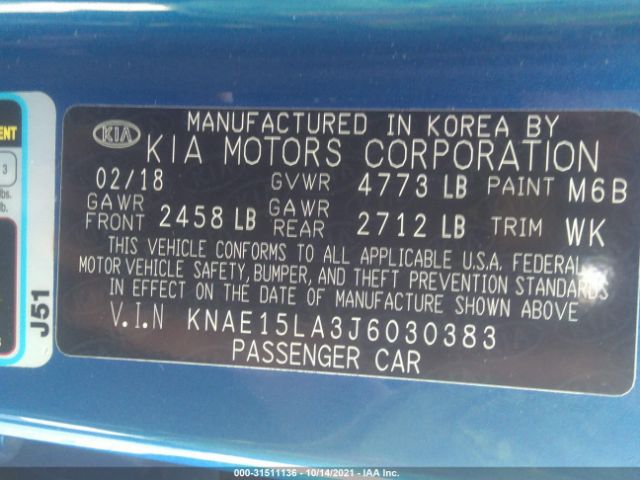 KIA
MANUFACTURED IN KOREA BY
KIA MOTORS CORPORATION
02/18 GVWR 4773 LB PAINT M6B
GAWR FRONT 2458 LB GAWR REAR 2712 LB TRIM WK
THIS VEHICLE CONFORMS TO ALL APPLICABLE U.S.A. FEDERAL
MOTOR VEHICLE SAFETY, BUMPER, AND THEFT PREVENTION STANDARDS
IN EFFECT ON THE DATE OF MANUFACTURE SHOWN ABOVE
V.I.N KNAE15LA3J6030383
PASSENGER CAR
3
lbs.
lb.
J51
000-31511136 - 10/14/2021 - IAA Inc.